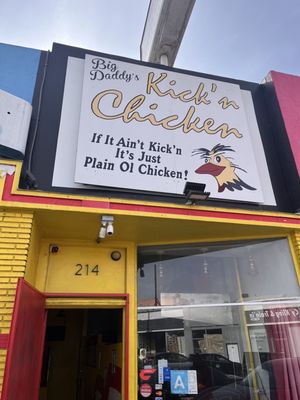 Big
Daddy's
Kick'n
Chicken
If It Ain't Kick'n
It's Just
Plain Ol Chicken!
214
A